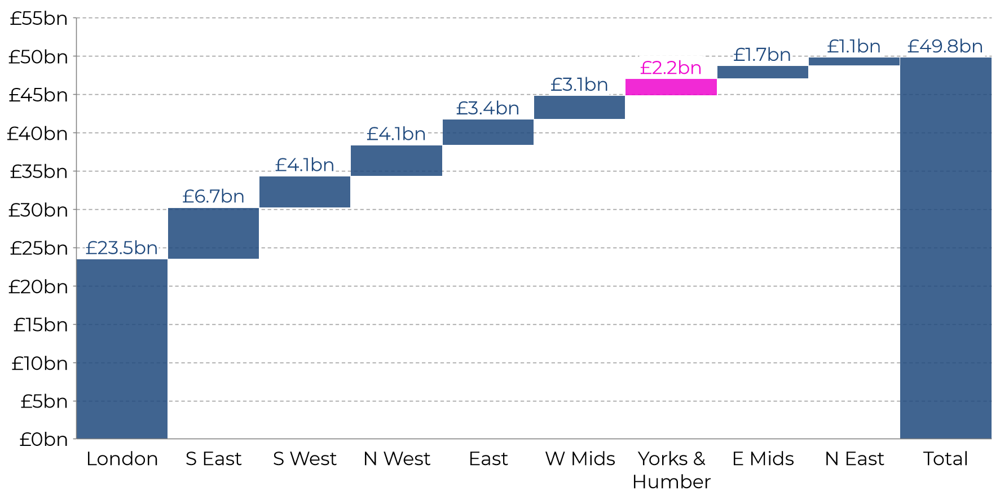 £55bn
£50bn
£45bn
£40bn
£35bn
£30bn
£25bn
£20bn
£15bn
£10bn
£5bn
£0bn
£23.5bn
£6.7bn
£4.1bn
£4.1bn
£3.4bn
£3.1bn
£2.2bn
£1.7bn
£1.1bn
£49.8bn
London
S East
S West
N West
East
W Mids
Yorks &
Humber
E Mids
N East
Total